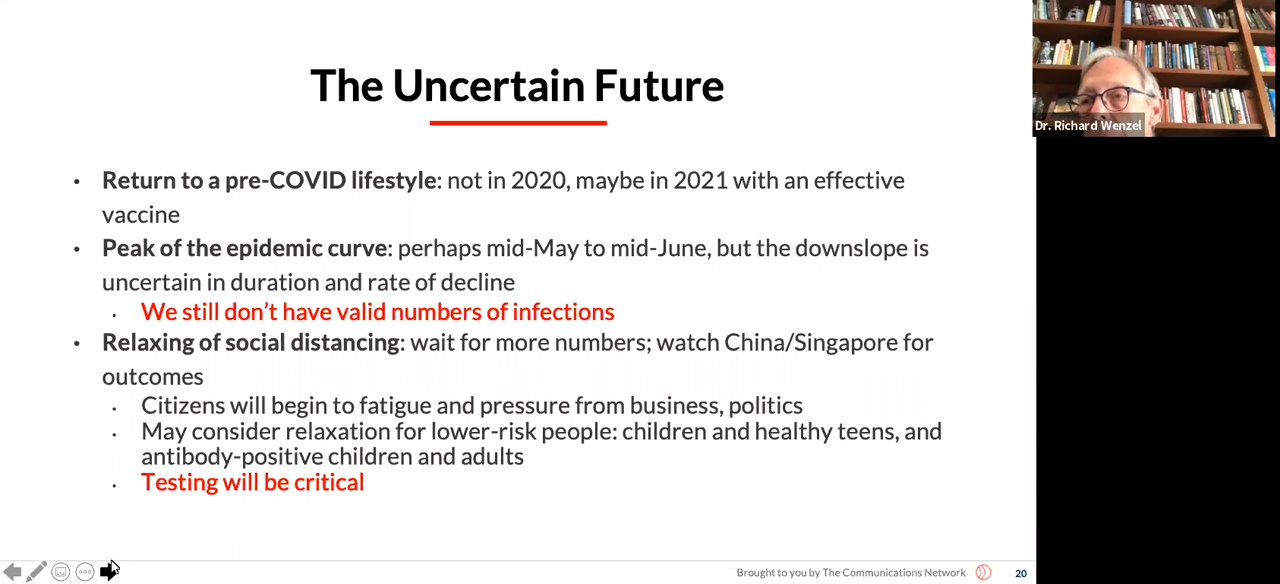 The Uncertain Future
Dr. Richard Wenzel
• Return to a pre-COVID lifestyle: not in 2020, maybe in 2021 with an effective
vaccine
• Peak of the epidemic curve: perhaps mid-May to mid-June, but the downslope is
uncertain in duration and rate of decline
• We still don’t have valid numbers of infections
• Relaxing of social distancing: wait for more numbers; watch China/Singapore for
outcomes
• Citizens will begin to fatigue and pressure from business, politics
• May consider relaxation for lower-risk people: children and healthy teens, and
antibody-positive children and adults
• Testing will be critical
Brought to you by The Communications Network
20